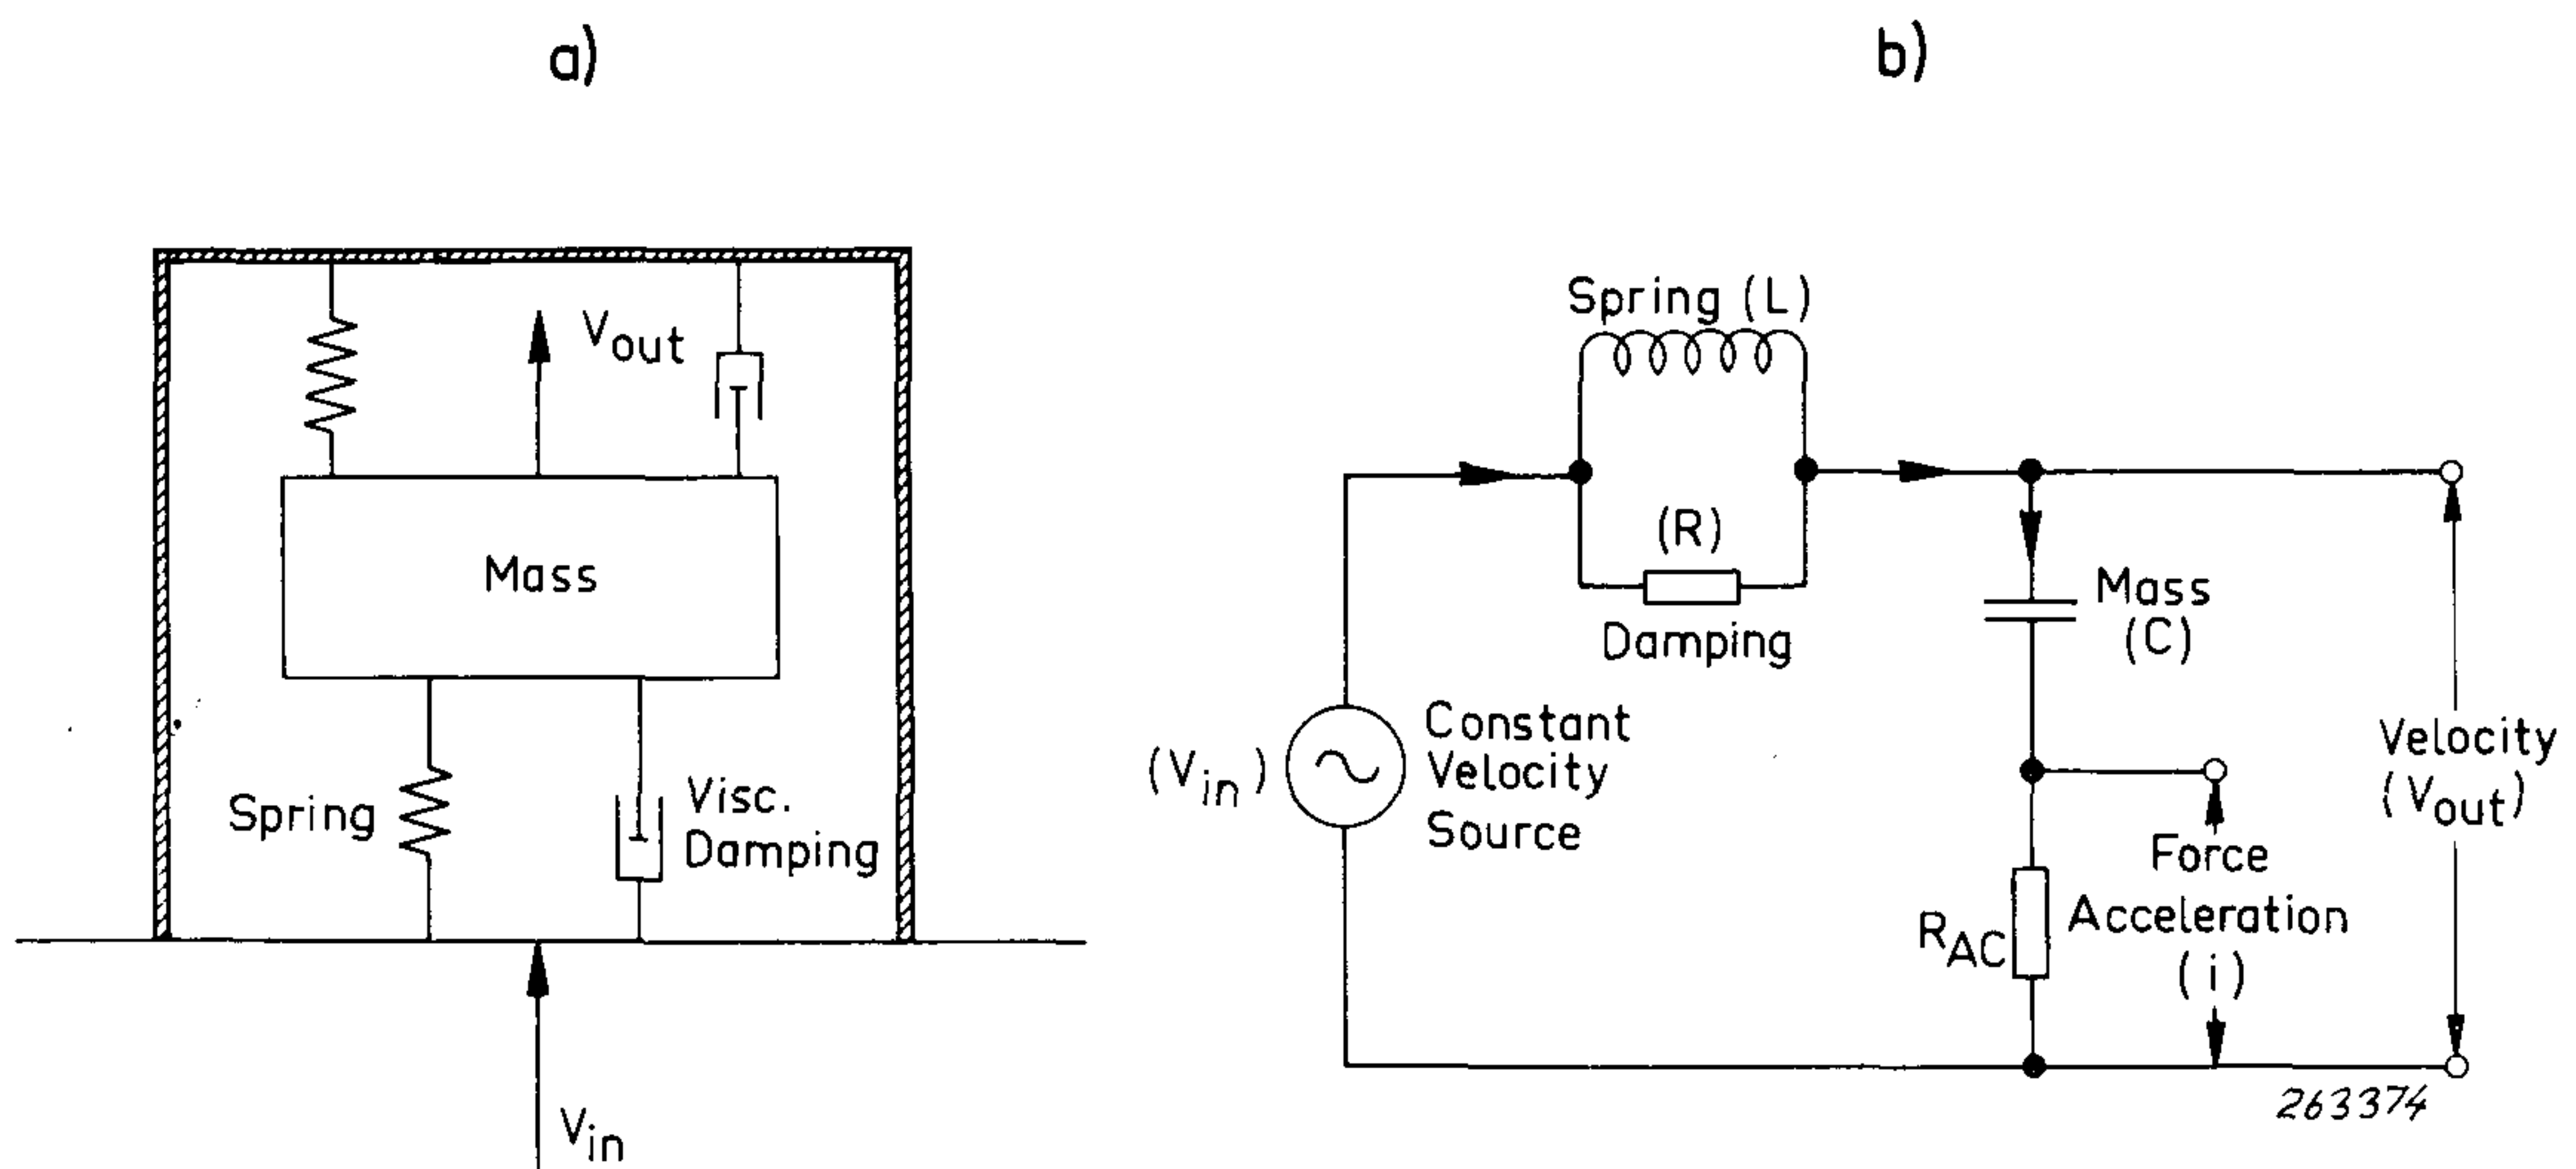 a)
b)
Vout
Mass
Spring
Visc.
Damping
Vin
Spring (L)
(R)
Damping
Mass
(C)
(Vin)
Constant
Velocity
Source
RAC
Force
Acceleration
(i)
Velocity
(Vout)
263374